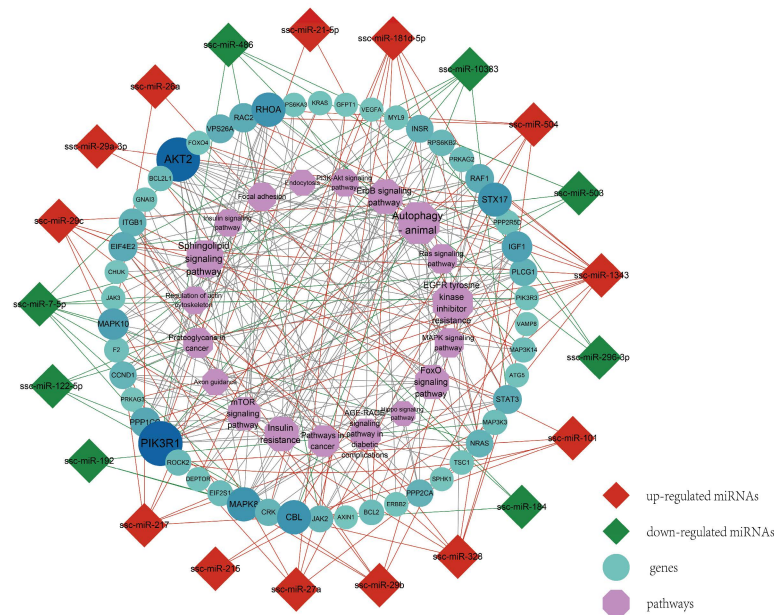 ssc-miR-21-5p
ssc-miR-181d-5p
ssc-miR-486
ssc-miR-10383
ssc-miR-26a
ssc-miR-504
ssc-miR-29a-3p
ssc-miR-503
ssc-miR-29c
ssc-miR-1343
ssc-miR-7-5p
ssc-miR-296-3p
ssc-miR-122-5p
ssc-miR-101
ssc-miR-192
ssc-miR-184
ssc-miR-217
ssc-miR-216
ssc-miR-328
ssc-miR-27a
ssc-miR-29b
RHOA
RPS6KA3
KRAS
GFPT1
VEGFA
MYL9
INSR
RPS6KB2
PRKAG2
RAF1
STX17
PPP2R5D
IGF1
PLCG1
PIK3R3
VAMP8
MAP3K14
ATG5
STAT3
MAP3K3
NRAS
TSC1
SPHK1
PPP2CA
ERBB2
BCL2
AXIN1
JAK2
CBL
CRK
MAPK8
EIF2S1
DEPTOR
ROCK2
PIK3R1
PPP1CC
PRKAG3
CCND1
F2
MAPK10
JAK3
CHUK
EIF4E2
ITGB1
GNAI3
BCL2L1
AKT2
FOXO4
VPS26A
RAC2
Endocytosis
PI3K-Akt signaling
pathway
ErbB signaling
pathway
Focal adhesion
Autophagy
- animal
Insulin signaling
pathway
Ras signaling
pathway
Sphingolipid
signaling
pathway
EGFR tyrosine
kinase
inhibitor
resistance
Regulation of actin
cytoskeleton
MAPK signaling
pathway
Proteoglycans in
cancer
FoxO
signaling
pathway
Axon guidance
Hippo signaling
pathway
mTOR
signaling
pathway
AGE-RAGE
signaling
pathway in
diabetic
complications
Insulin
resistance
Pathways in
cancer
up-regulated miRNAs
down-regulated miRNAs
genes
pathways